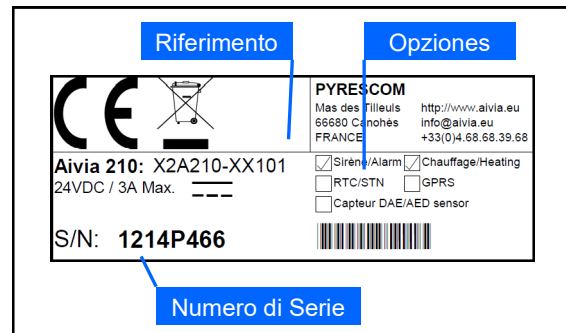 Riferimento
Opziones
PYRESCOM
Mas des Tilleuls
66680 Canohès
FRANCE
http://www.aivia.eu
info@aivia.eu
+33(0)4.68.68.39.68
Aivia 210: X2A210-XX101
24VDC / 3A Max.
Sirène/Alarm
Chauffage/Heating
RTC/STN
GPRS
Capteur DAE/AED sensor
S/N: 1214P466
Numero di Serie